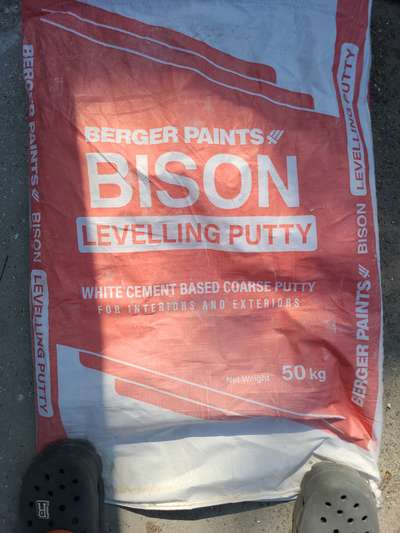 BERGER PAINTS
BISON
LEVELLING PUTTY
WHITE CEMENT BASED COARSE PUTTY
FOR INTERIORS AND EXTERIORS
Net Weight 50 kg
BERGER PAINTS BISON LEVELLING PUTTY
BERGER PAINTS BISON LEVELLING PUTTY